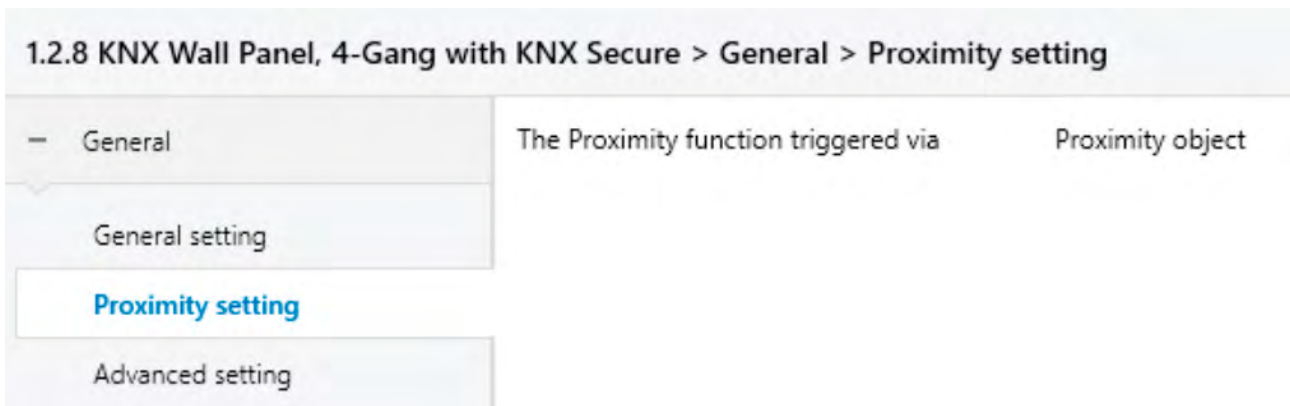 1.2.8 KNX Wall Panel, 4-Gang with KNX Secure > General > Proximity setting
– General
The Proximity function triggered via Proximity object
General setting
Proximity setting
Advanced setting